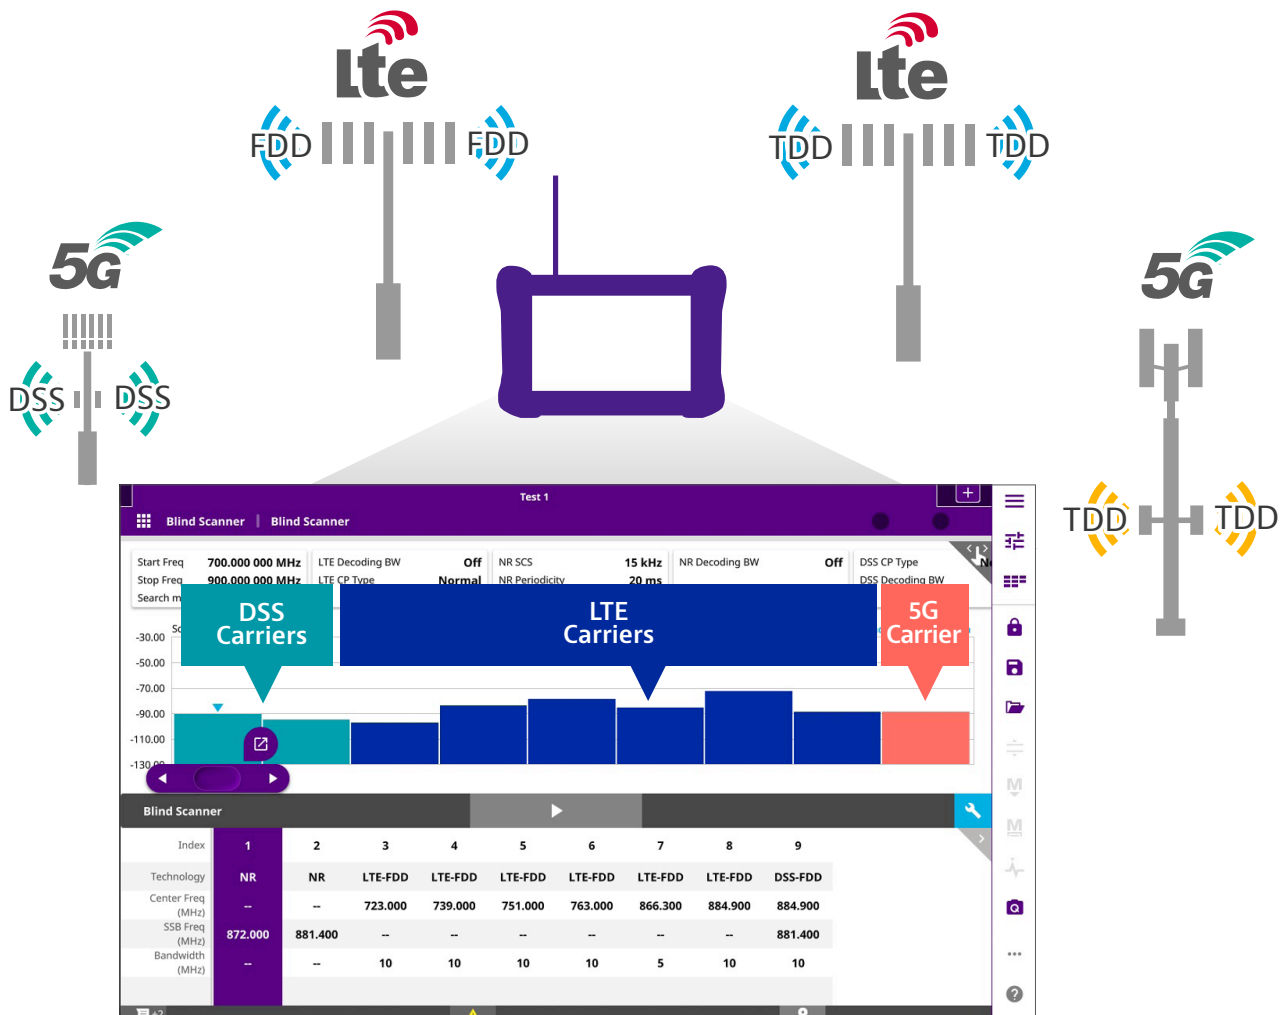 Lte
Lte
FDD
FDD
TDD
TDD
5G
5G
DSS
DSS
TDD
TDD
Test 1
+
Blind Scanner | Blind Scanner
Start Freq 700.000 000 MHz LTE Decoding BW Off NR SCS 15 kHz NR Decoding BW Off DSS CP Type
Stop Freq 900.000 000 MHz LTE CP Type Normal NR Periodicity 20 ms DSS Decoding BW
Search
DSS
Carriers
LTE
Carriers
5G
Carrier
-30.00
-50.00
-70.00
-90.00
-110.00
-130.00
M
M
Blind Scanner
Index 1 2 3 4 5 6 7 8 9
Technology NR NR LTE-FDD LTE-FDD LTE-FDD LTE-FDD LTE-FDD LTE-FDD DSS-FDD
Center Freq
(MHz) -- -- 723.000 739.000 751.000 763.000 866.300 884.900 884.900
SSB Freq
(MHz) 872.000 881.400 -- -- -- -- -- -- 881.400
Bandwidth
(MHz) -- -- 10 10 10 10 5 10 10
+2